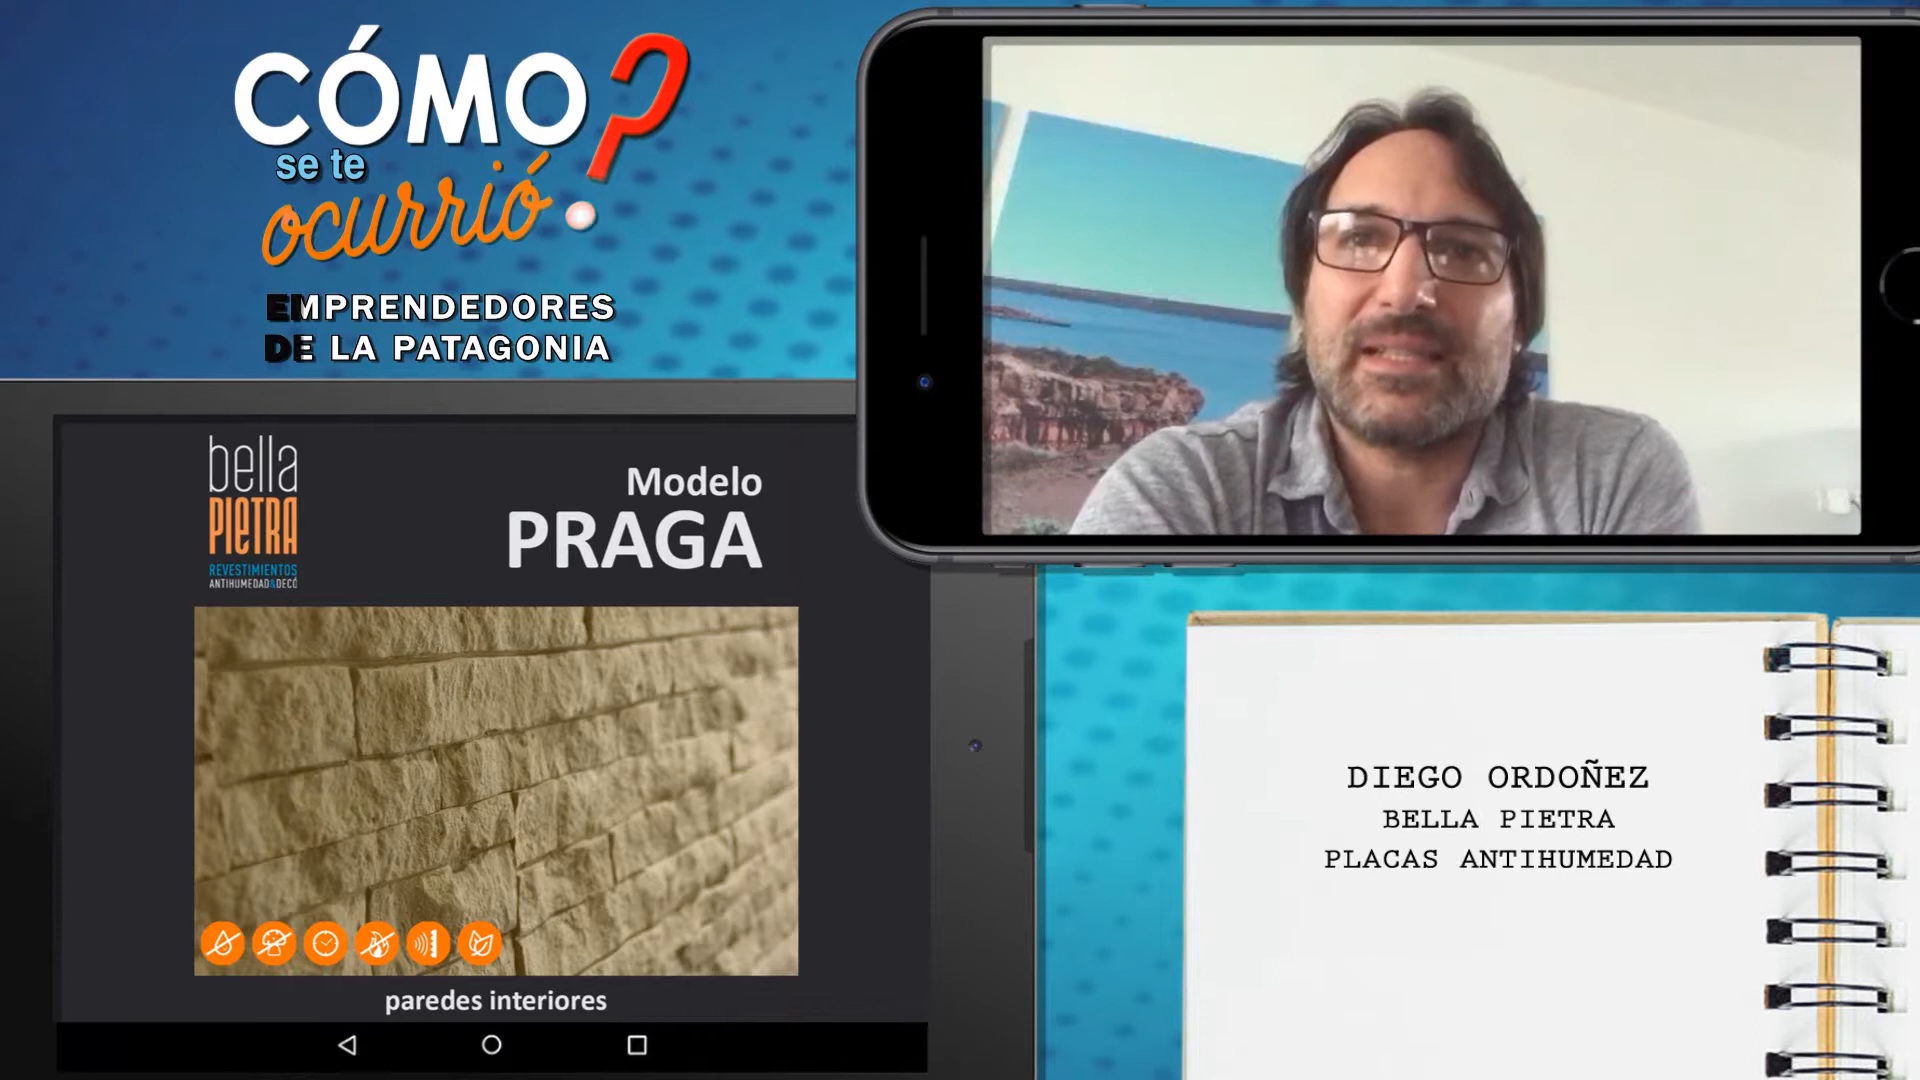 CÓMO?
se te
ocurrió
EMPRENDEDORES
DE LA PATAGONIA
bella
PIETRA
REVESTIMIENTOS
ANTIHUMEDAD&DECÓ
Modelo
PRAGA
paredes interiores
DIEGO ORDOÑEZ
BELLA PIETRA
PLACAS ANTIHUMEDAD